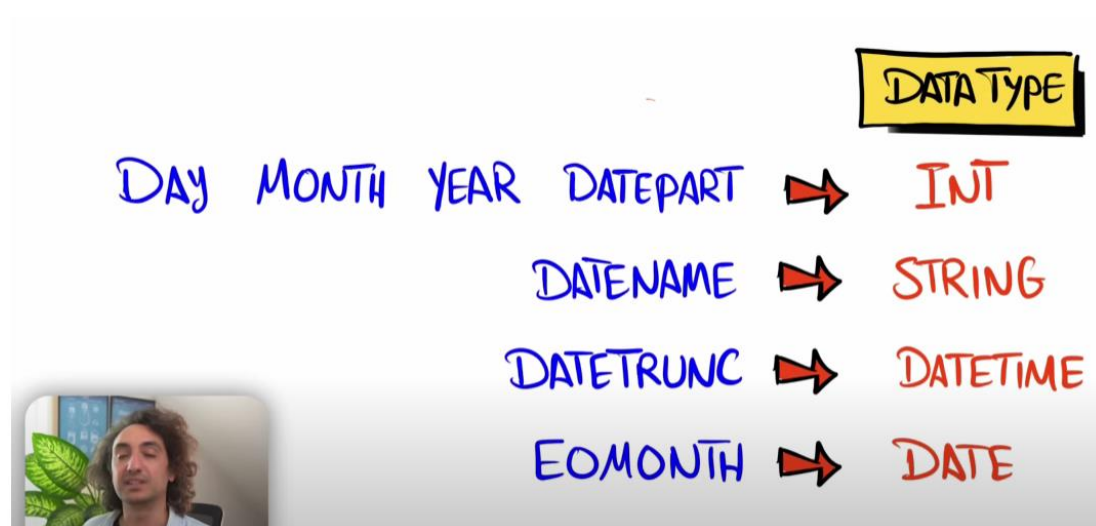 DATA TYPE
DAY MONTH YEAR DATEPART INT
DATENAME STRING
DATETRUNC DATETIME
EOMONTH DATE